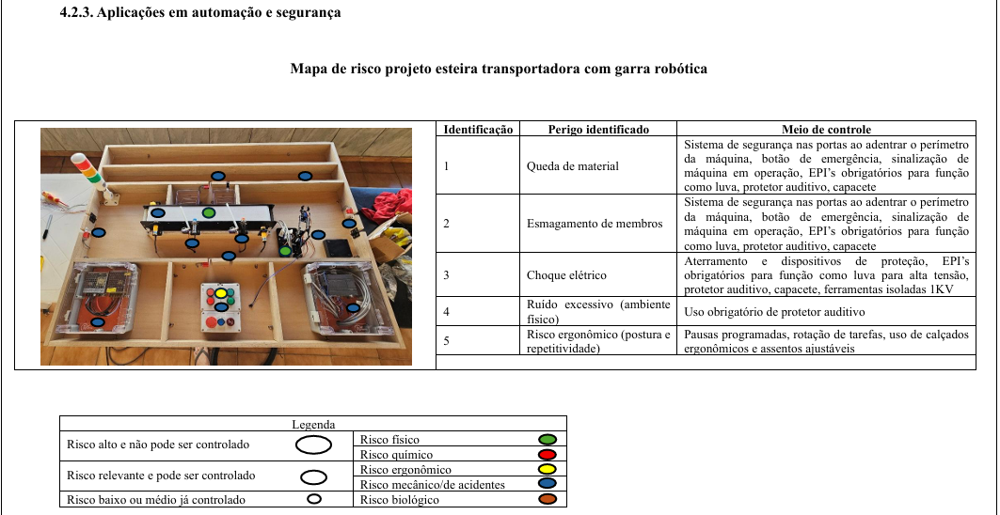 4.2.3. Aplicações em automação e segurança
Mapa de risco projeto esteira transportadora com garra robótica
Identificação Perigo identificado Meio de controle
1 Queda de material Sistema de segurança nas portas ao adentrar o perímetro
da máquina, botão de emergência, sinalização de
máquina em operação, EPI’s obrigatórios para função
como luva, protetor auditivo, capacete
2 Esmagamento de membros Sistema de segurança nas portas ao adentrar o perímetro
da máquina, botão de emergência, sinalização de
máquina em operação, EPI’s obrigatórios para função
como luva, protetor auditivo, capacete
3 Choque elétrico Aterramento e dispositivos de proteção, EPI’s
obrigatórios para função como luva para alta tensão,
protetor auditivo, capacete, ferramentas isoladas 1KV
4 Ruído excessivo (ambiente
físico) Uso obrigatório de protetor auditivo
5 Risco ergonômico (postura e
repetitividade) Pausas programadas, rotação de tarefas, uso de calçados
ergonômicos e assentos ajustáveis
Legenda
Risco alto e não pode ser controlado
Risco físico
Risco químico
Risco relevante e pode ser controlado
Risco ergonômico
Risco mecânico/de acidentes
Risco baixo ou médio já controlado
Risco biológico